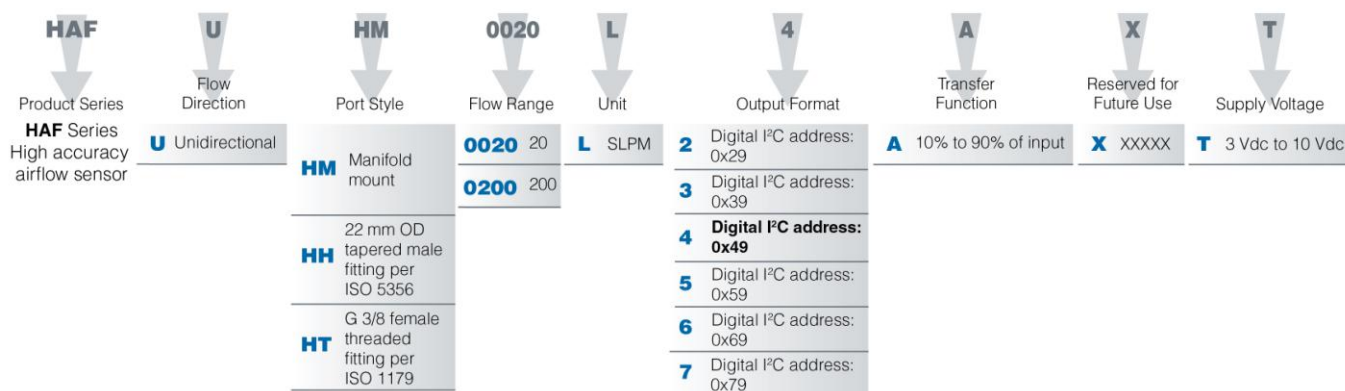 HAF U HM 0020 L 4 A X T
Product Series
Flow
Direction
Port Style
Flow Range
Unit
Output Format
Transfer
Function
Reserved for
Future Use
Supply Voltage
HAF Series
High accuracy
airflow sensor
U Unidirectional
HM Manifold
mount
HH 22 mm OD
tapered male
fitting per
ISO 5356
HT G 3/8 female
threaded
fitting per
ISO 1179
0020 20
0200 200
L SLPM
2 Digital I²C address:
0x29
3 Digital I²C address:
0x39
4 Digital I²C address:
0x49
5 Digital I²C address:
0x59
6 Digital I²C address:
0x69
7 Digital I²C address:
0x79
A 10% to 90% of input
X XXXXX
T 3 Vdc to 10 Vdc